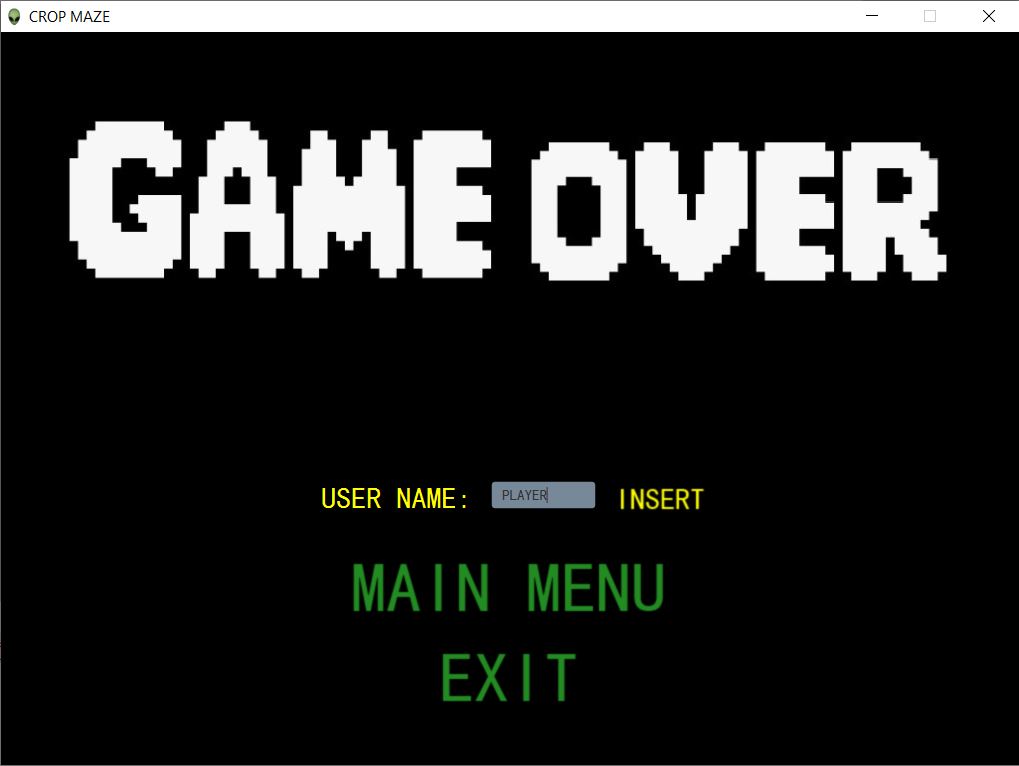 CROP MAZE
GAME OVER
USER NAME: PLAYER INSERT
MAIN MENU
EXIT